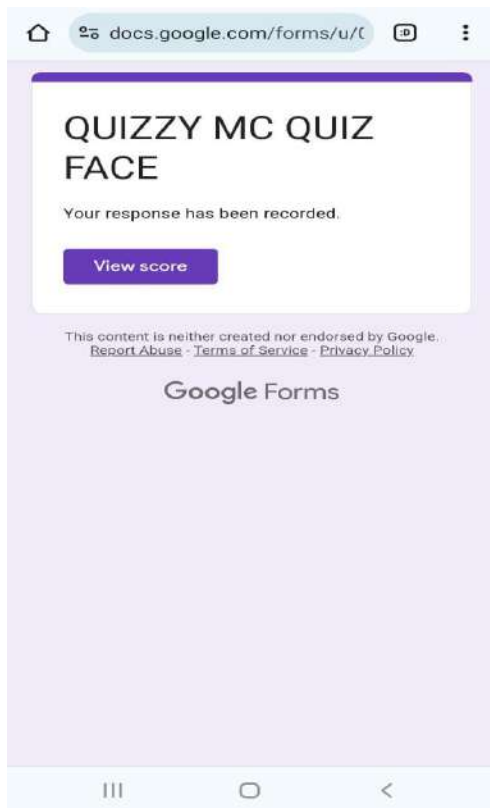 docs.google.com/forms/u/0
:D
QUIZZY MC QUIZ
FACE
Your response has been recorded.
View score
This content is neither created nor endorsed by Google.
Report Abuse - Terms of Service - Privacy Policy
Google Forms